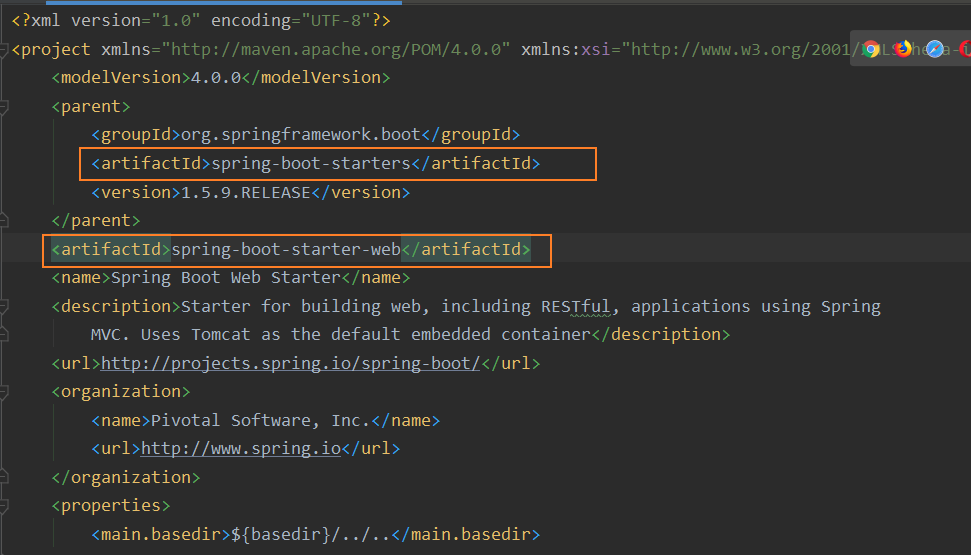 <?xml version="1.0" encoding="UTF-8"?>
<project xmlns="http://maven.apache.org/POM/4.0.0" xmlns:xsi="http://www.w3.org/2001/
<modelVersion>4.0.0</modelVersion>
<parent>
<groupId>org.springframework.boot</groupId>
<artifactId>spring-boot-starters</artifactId>
<version>1.5.9.RELEASE</version>
</parent>
<artifactId>spring-boot-starter-web</artifactId>
<name>Spring Boot Web Starter</name>
<description>Starter for building web, including RESTful, applications using Spring
MVC. Uses Tomcat as the default embedded container</description>
<url>http://projects.spring.io/spring-boot/</url>
<organization>
<name>Pivotal Software, Inc.</name>
<url>http://www.spring.io</url>
</organization>
<properties>
<main.basedir>${basedir}/../..</main.basedir>